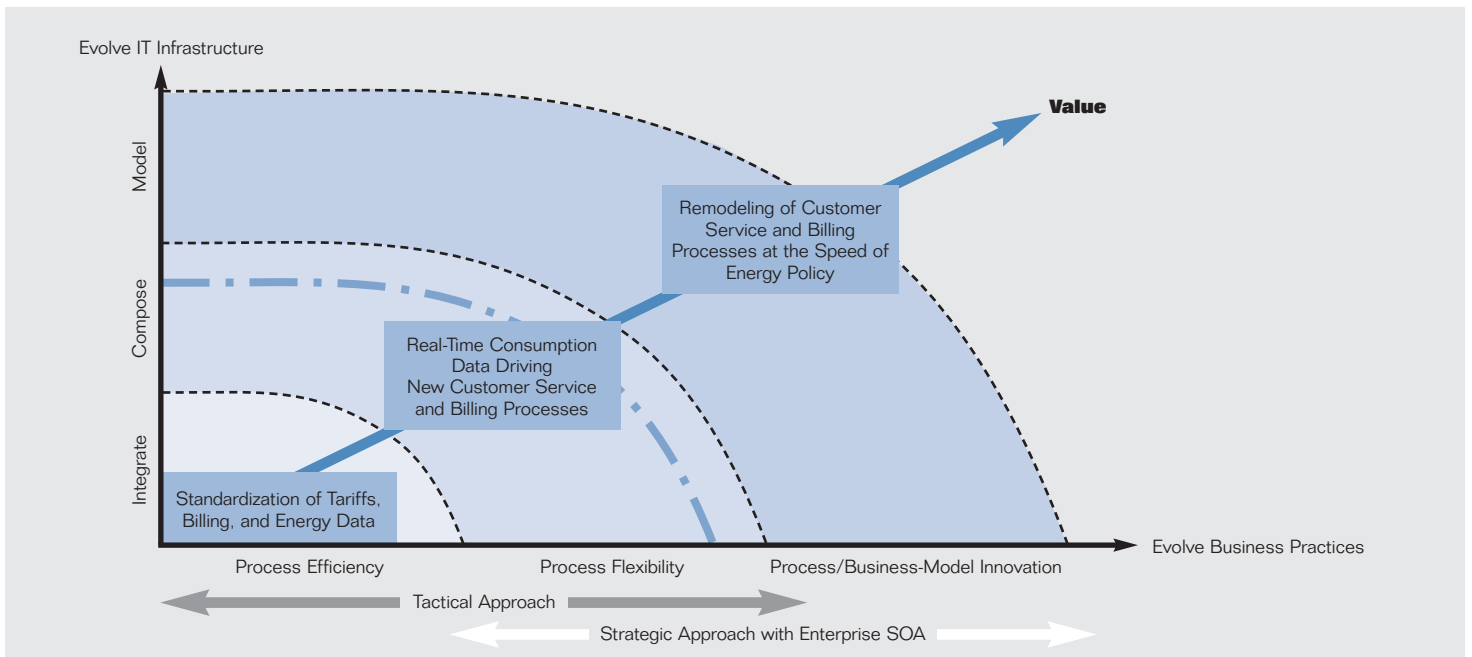 Evolve IT Infrastructure
Value
Model
Remodeling of Customer
Service and Billing
Processes at the Speed of
Energy Policy
Compose
Real-Time Consumption
Data Driving
New Customer Service
and Billing Processes
Integrate
Standardization of Tariffs,
Billing, and Energy Data
Evolve Business Practices
Process Efficiency
Process Flexibility
Process/Business-Model Innovation
Tactical Approach
Strategic Approach with Enterprise SOA